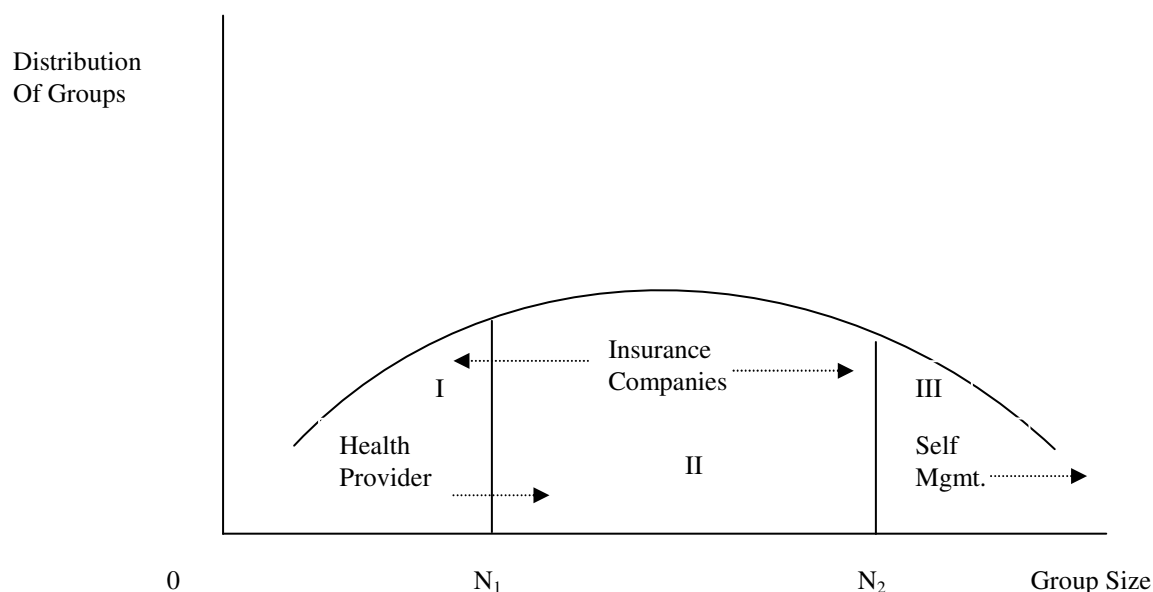 Distribution
Of Groups
Insurance
Companies
I
III
Health
Provider
II
Self
Mgmt.
0
N₁
N₂
Group Size